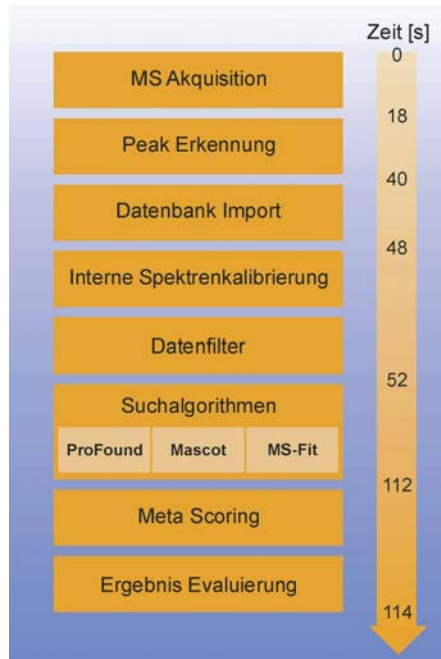 Zeit [s]
0
MS Akquisition
18
Peak Erkennung
40
Datenbank Import
48
Interne Spektrenkalibrierung
Datenfilter
52
Suchalgorithmen
ProFound Mascot MS-Fit
112
Meta Scoring
Ergebnis Evaluierung
114